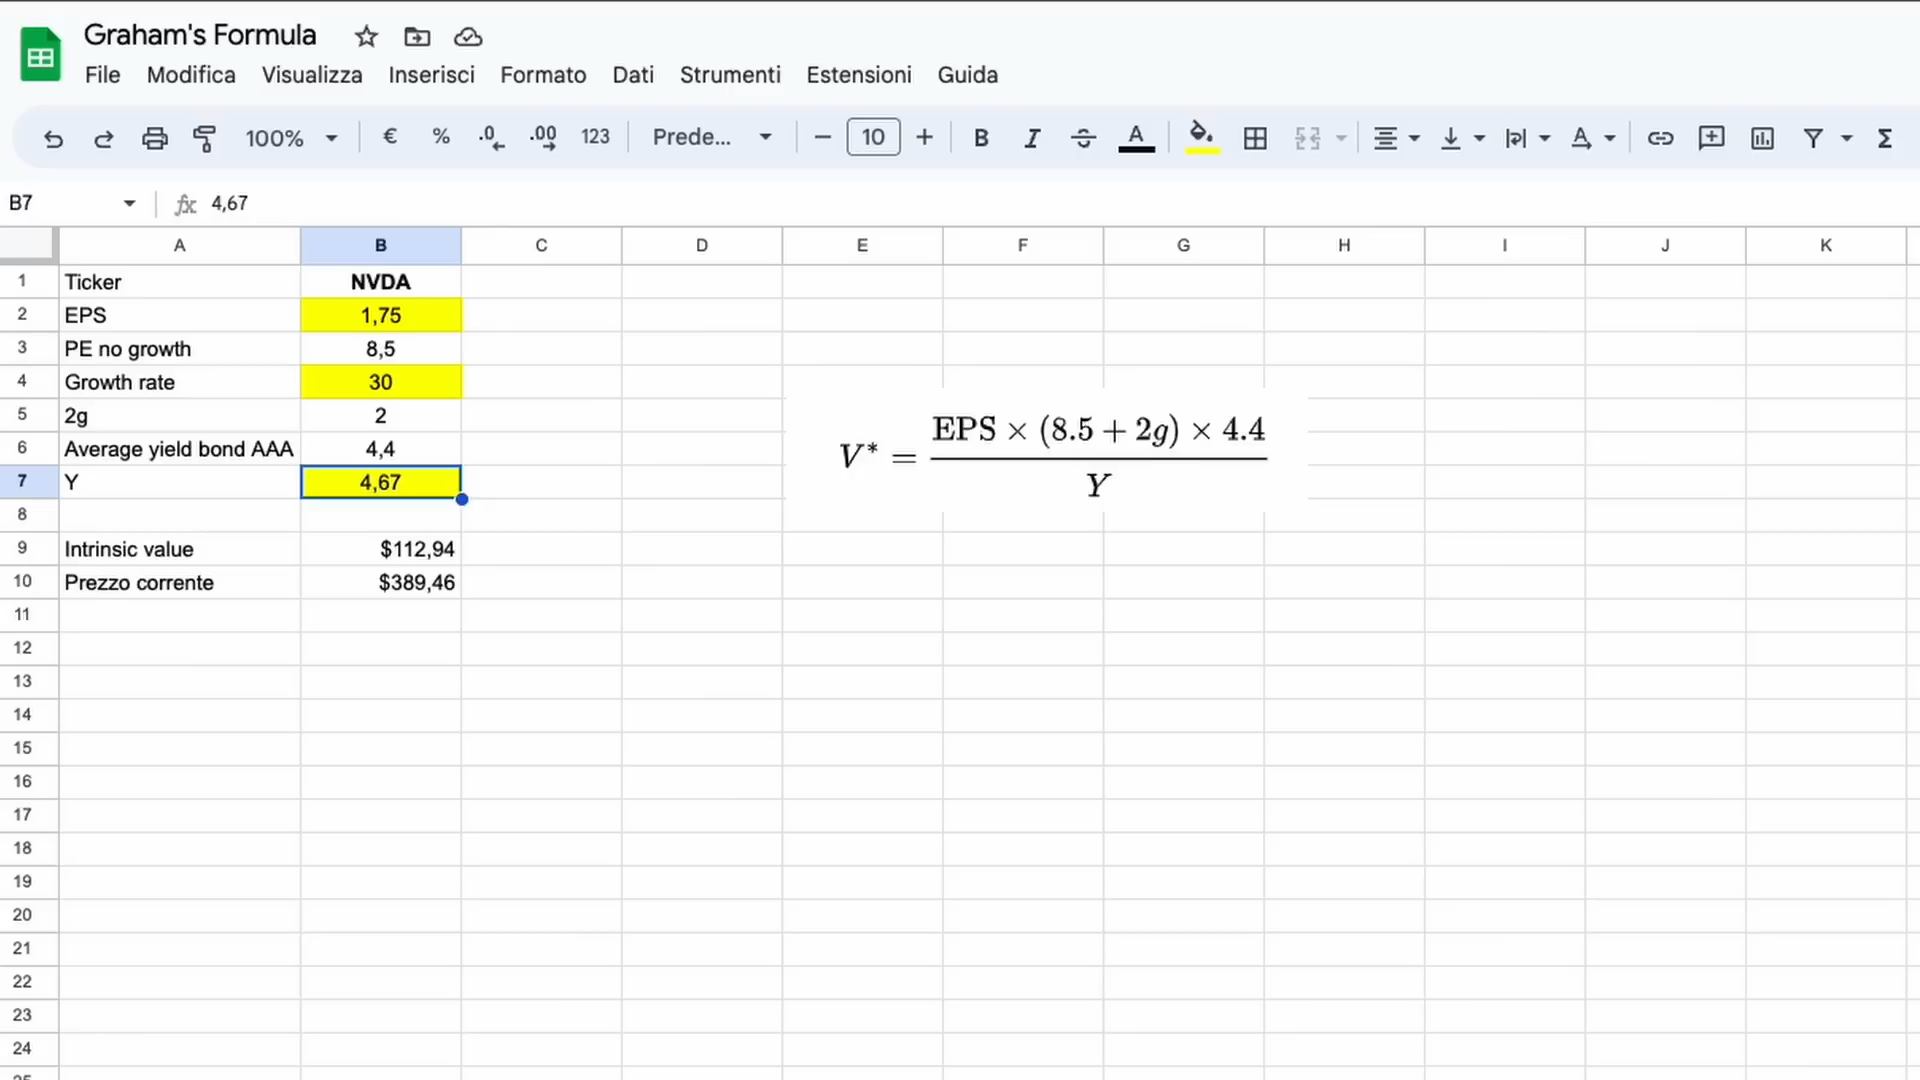 Graham's Formula
File Modifica Visualizza Inserisci Formato Dati Strumenti Estensioni Guida
100% € % .0 .00 123 Prede... 10 B I A A Σ
B7 fx 4,67
A B C D E F G H I J K
1 Ticker NVDA
2 EPS 1,75
3 PE no growth 8,5
4 Growth rate 30
5 2g 2
6 Average yield bond AAA 4,4
7 Y 4,67
8
9 Intrinsic value $112,94
10 Prezzo corrente $389,46
11
12
13
14
15
16
17
18
19
20
21
22
23
24
25
V* = EPS × (8.5 + 2g) × 4.4
Y